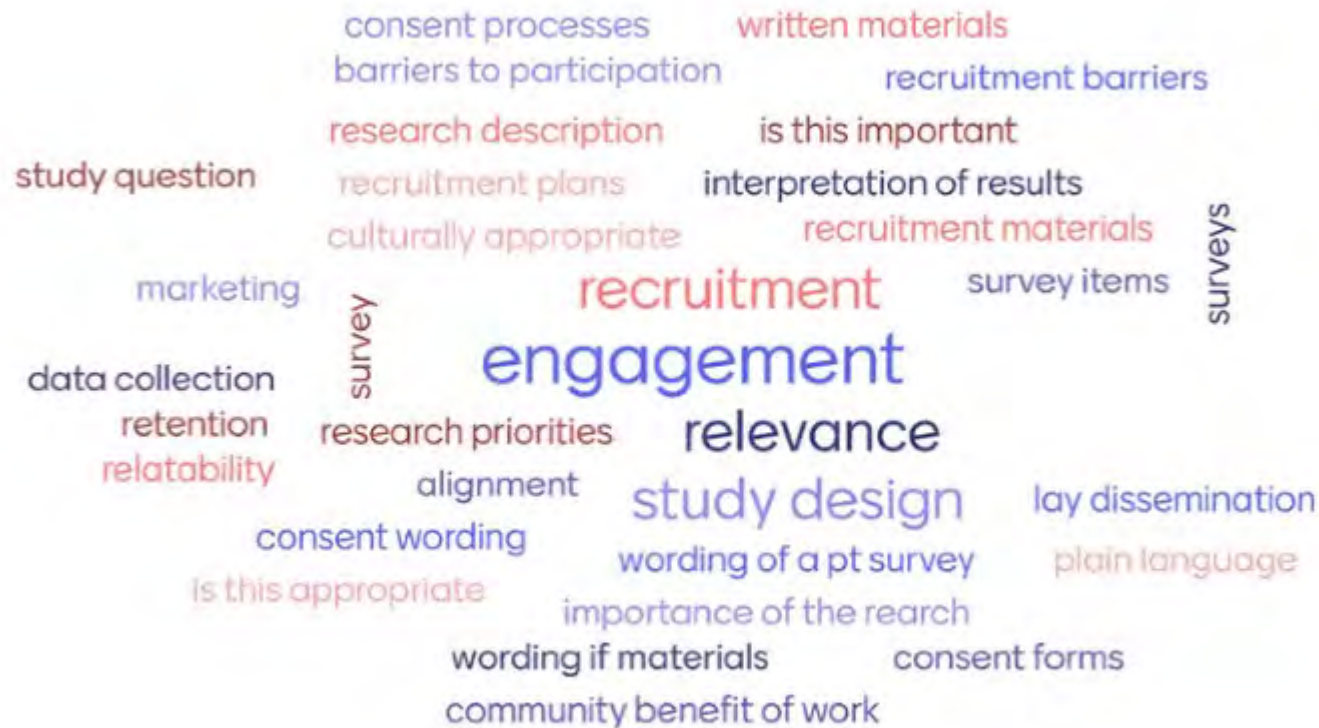 consent processes
written materials
barriers to participation
recruitment barriers
research description
is this important
study question
recruitment plans
interpretation of results
culturally appropriate
recruitment materials
surveys
marketing
survey
recruitment
survey items
data collection
engagement
retention
research priorities
relevance
relatability
alignment
study design
lay dissemination
consent wording
wording of a pt survey
plain language
is this appropriate
importance of the rearch
wording if materials
consent forms
community benefit of work